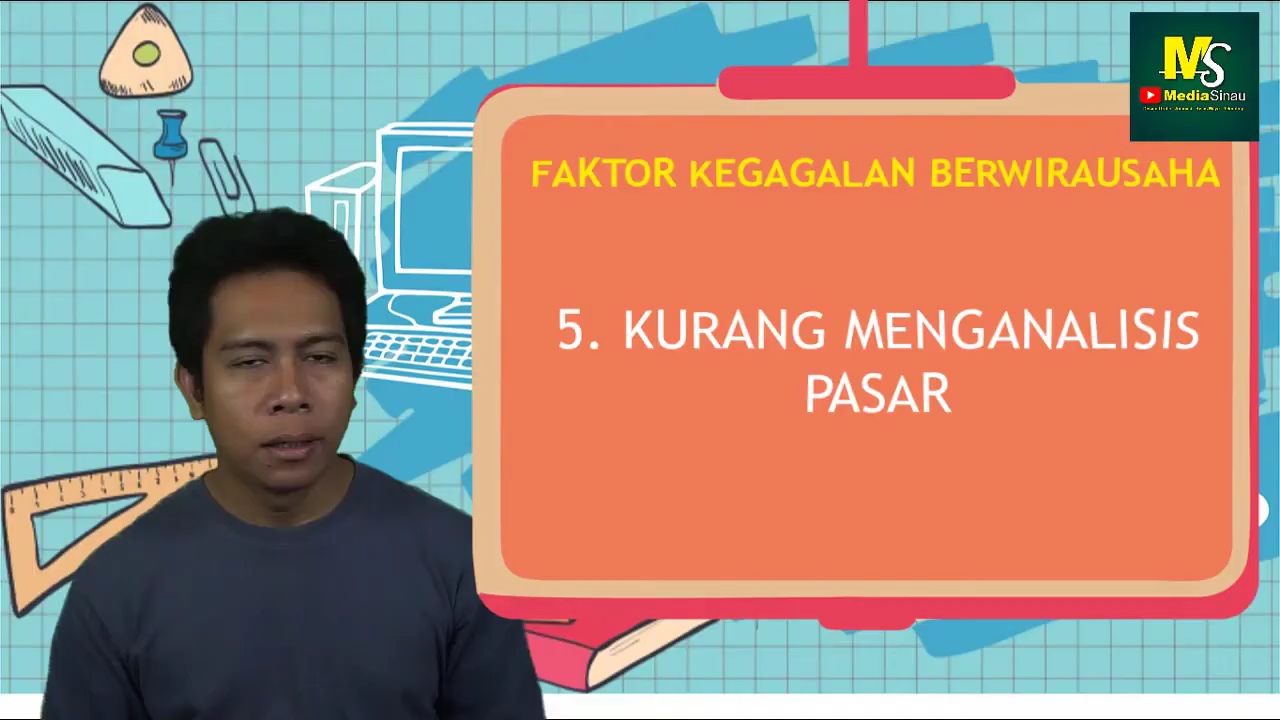 MS
MediaSinau
FAKTOR KEGAGALAN BERWIRAUSAHA
5. KURANG MENGANALISIS
PASAR